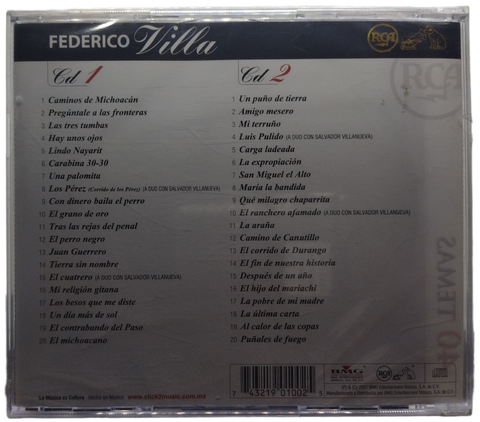 FEDERICO Villa
RCA
Cd 1
1 Caminos de Michoacán
2 Pregúntale a las fronteras
3 Las tres tumbas
4 Hay unos ojos
5 Lindo Nayarit
6 Carabina 30-30
7 Una palomita
8 Los Pérez (Corrido de los Pérez) (A DUO CON SALVADOR VILLANUEVA)
9 Con dinero baila el perro
10 El grano de oro
11 Tras las rejas del penal
12 El perro negro
13 Juan Guerrero
14 Tierra sin nombre
15 El cuatrero (A DUO CON SALVADOR VILLANUEVA)
16 Mi religión gitana
17 Los besos que me diste
18 Un día más de sol
19 El contrabando del Paso
20 El michoacano
Cd 2
1 Un puño de tierra
2 Amigo mesero
3 Mi terruño
4 Luis Pulido (A DUO CON SALVADOR VILLANUEVA)
5 Carga ladeada
6 La expropiación
7 San Miguel el Alto
8 María la bandida
9 Qué milagro chaparrita
10 El ranchero afamado (A DUO CON SALVADOR VILLANUEVA)
11 La araña
12 Camino de Canutillo
13 El corrido de Durango
14 El fin de nuestra historia
15 Después de un año
16 El hijo del mariachi
17 La pobre de mi madre
18 La última carta
19 Al calor de las copas
20 Puñales de fuego
RCA
40 TEMAS
La Música es Cultura
Hecho en México
7 43219 01002
BMG